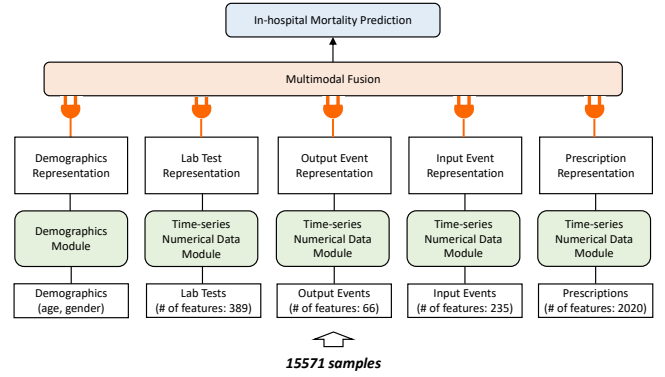 In-hospital Mortality Prediction
Multimodal Fusion
Demographics
Representation
Lab Test
Representation
Output Event
Representation
Input Event
Representation
Prescription
Representation
Demographics
Module
Time-series
Numerical Data
Module
Time-series
Numerical Data
Module
Time-series
Numerical Data
Module
Time-series
Numerical Data
Module
Demographics
(age, gender)
Lab Tests
(# of features: 389)
Output Events
(# of features: 66)
Input Events
(# of features: 235)
Prescriptions
(# of features: 2020)
15571 samples